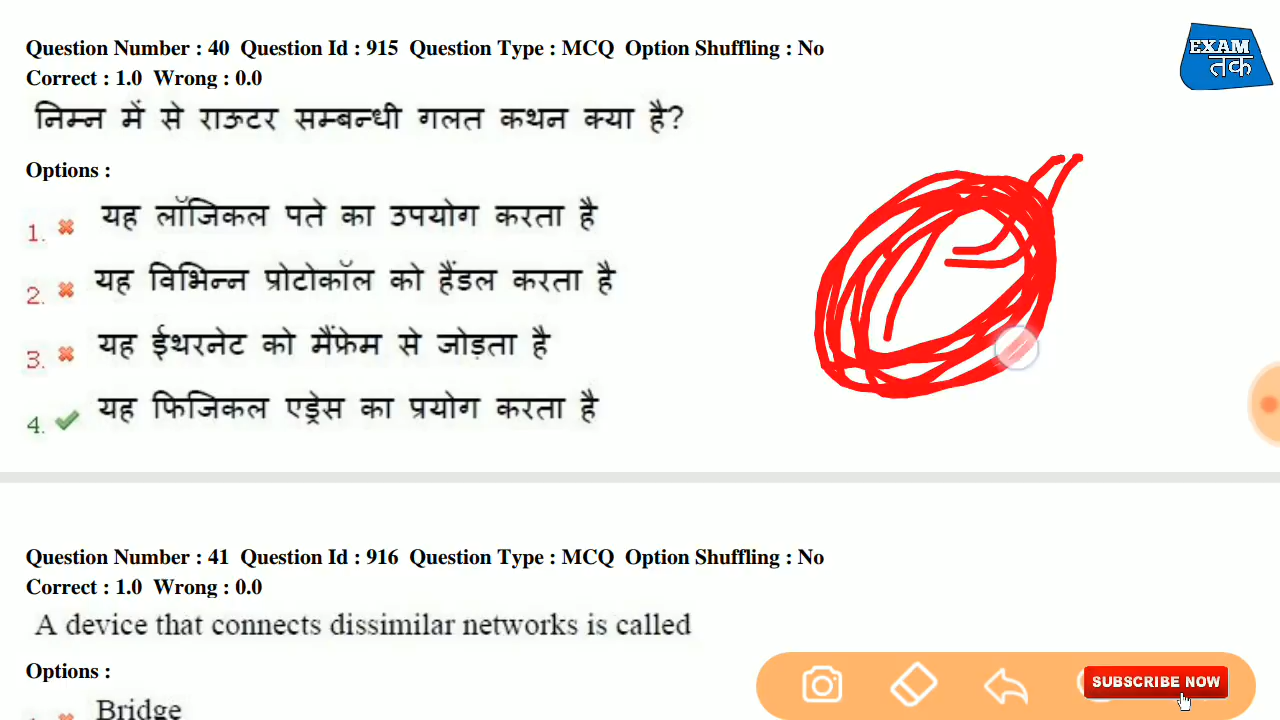 Question Number : 40 Question Id : 915 Question Type : MCQ Option Shuffling : No
Correct : 1.0 Wrong : 0.0
EXAM
तक
निम्न में से राऊटर सम्बन्धी गलत कथन क्या है?
Options :
1. यह लॉजिकल पते का उपयोग करता है
2. यह विभिन्न प्रोटोकॉल को हैंडल करता है
3. यह ईथरनेट को मैंफ्रेम से जोड़ता है
4. यह फिजिकल एड्रेस का प्रयोग करता है
Question Number : 41 Question Id : 916 Question Type : MCQ Option Shuffling : No
Correct : 1.0 Wrong : 0.0
A device that connects dissimilar networks is called
Options :
Bridge
SUBSCRIBE NOW